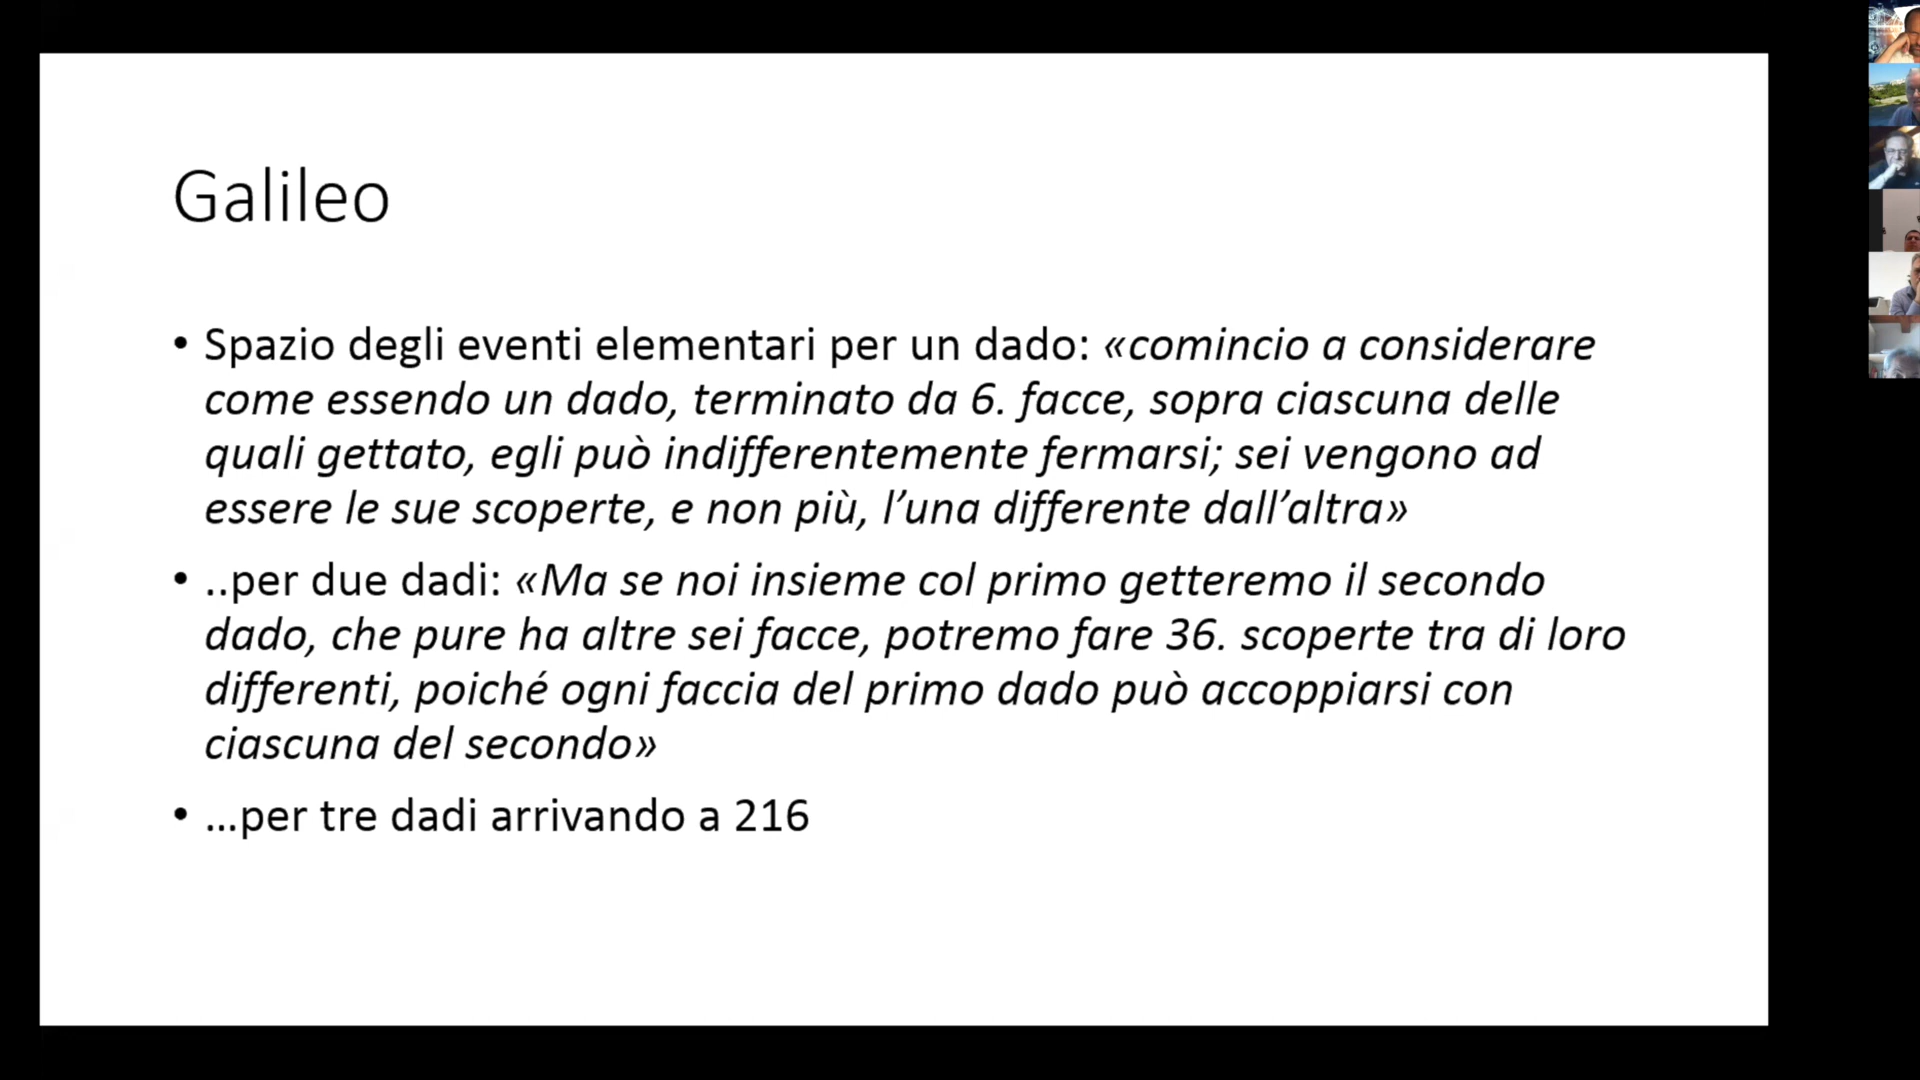 Galileo
• Spazio degli eventi elementari per un dado: «comincio a considerare
come essendo un dado, terminato da 6. facce, sopra ciascuna delle
quali gettato, egli può indifferentemente fermarsi; sei vengono ad
essere le sue scoperte, e non più, l’una differente dall’altra»
• ..per due dadi: «Ma se noi insieme col primo getteremo il secondo
dado, che pure ha altre sei facce, potremo fare 36. scoperte tra di loro
differenti, poiché ogni faccia del primo dado può accoppiarsi con
ciascuna del secondo»
• …per tre dadi arrivando a 216